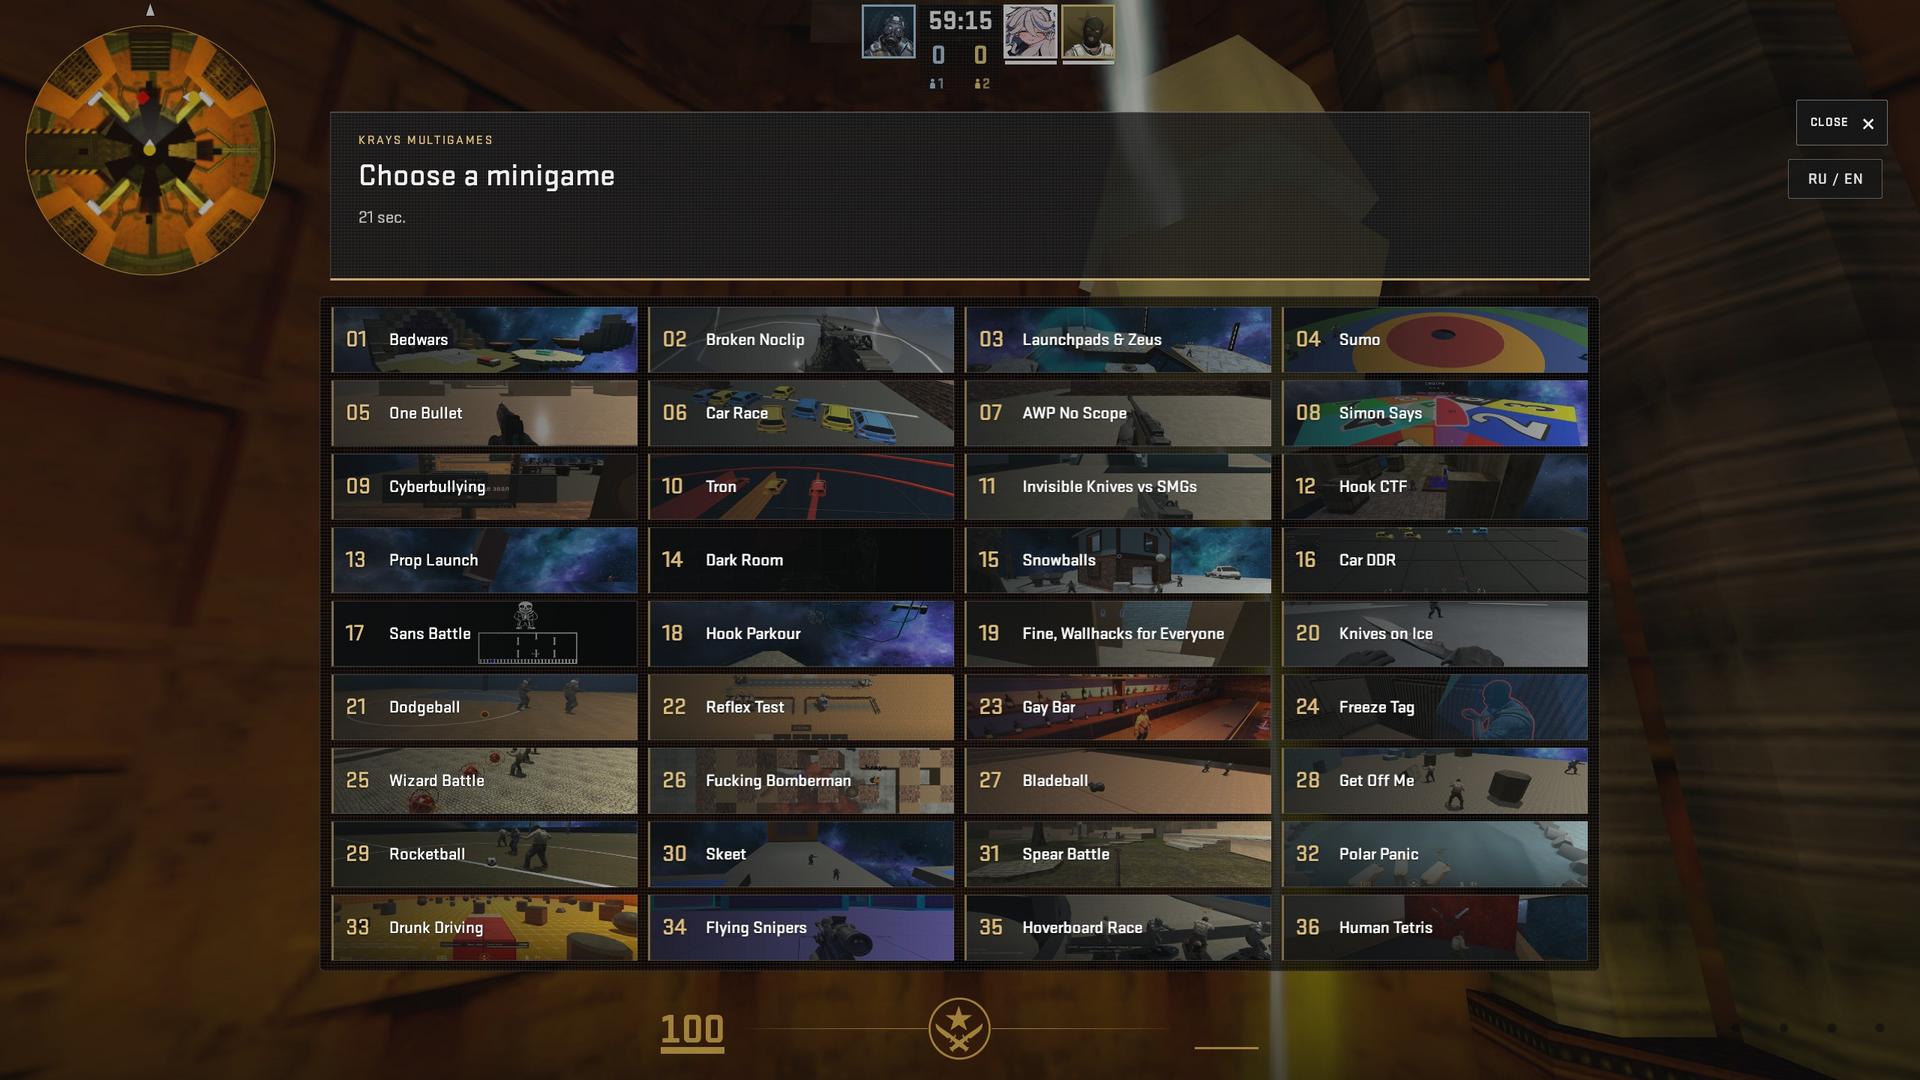 59:15
0 0
1 2
KRAYS MULTIGAMES
Choose a minigame
21 sec.
CLOSE ×
RU / EN
01 Bedwars
02 Broken Noclip
03 Launchpads & Zeus
04 Sumo
05 One Bullet
06 Car Race
07 AWP No Scope
08 Simon Says
09 Cyberbullying
10 Tron
11 Invisible Knives vs SMGs
12 Hook CTF
13 Prop Launch
14 Dark Room
15 Snowballs
16 Car DDR
17 Sans Battle
18 Hook Parkour
19 Fine, Wallhacks for Everyone
20 Knives on Ice
21 Dodgeball
22 Reflex Test
23 Gay Bar
24 Freeze Tag
25 Wizard Battle
26 Fucking Bomberman
27 Bladeball
28 Get Off Me
29 Rocketball
30 Skeet
31 Spear Battle
32 Polar Panic
33 Drunk Driving
34 Flying Snipers
35 Hoverboard Race
36 Human Tetris
100